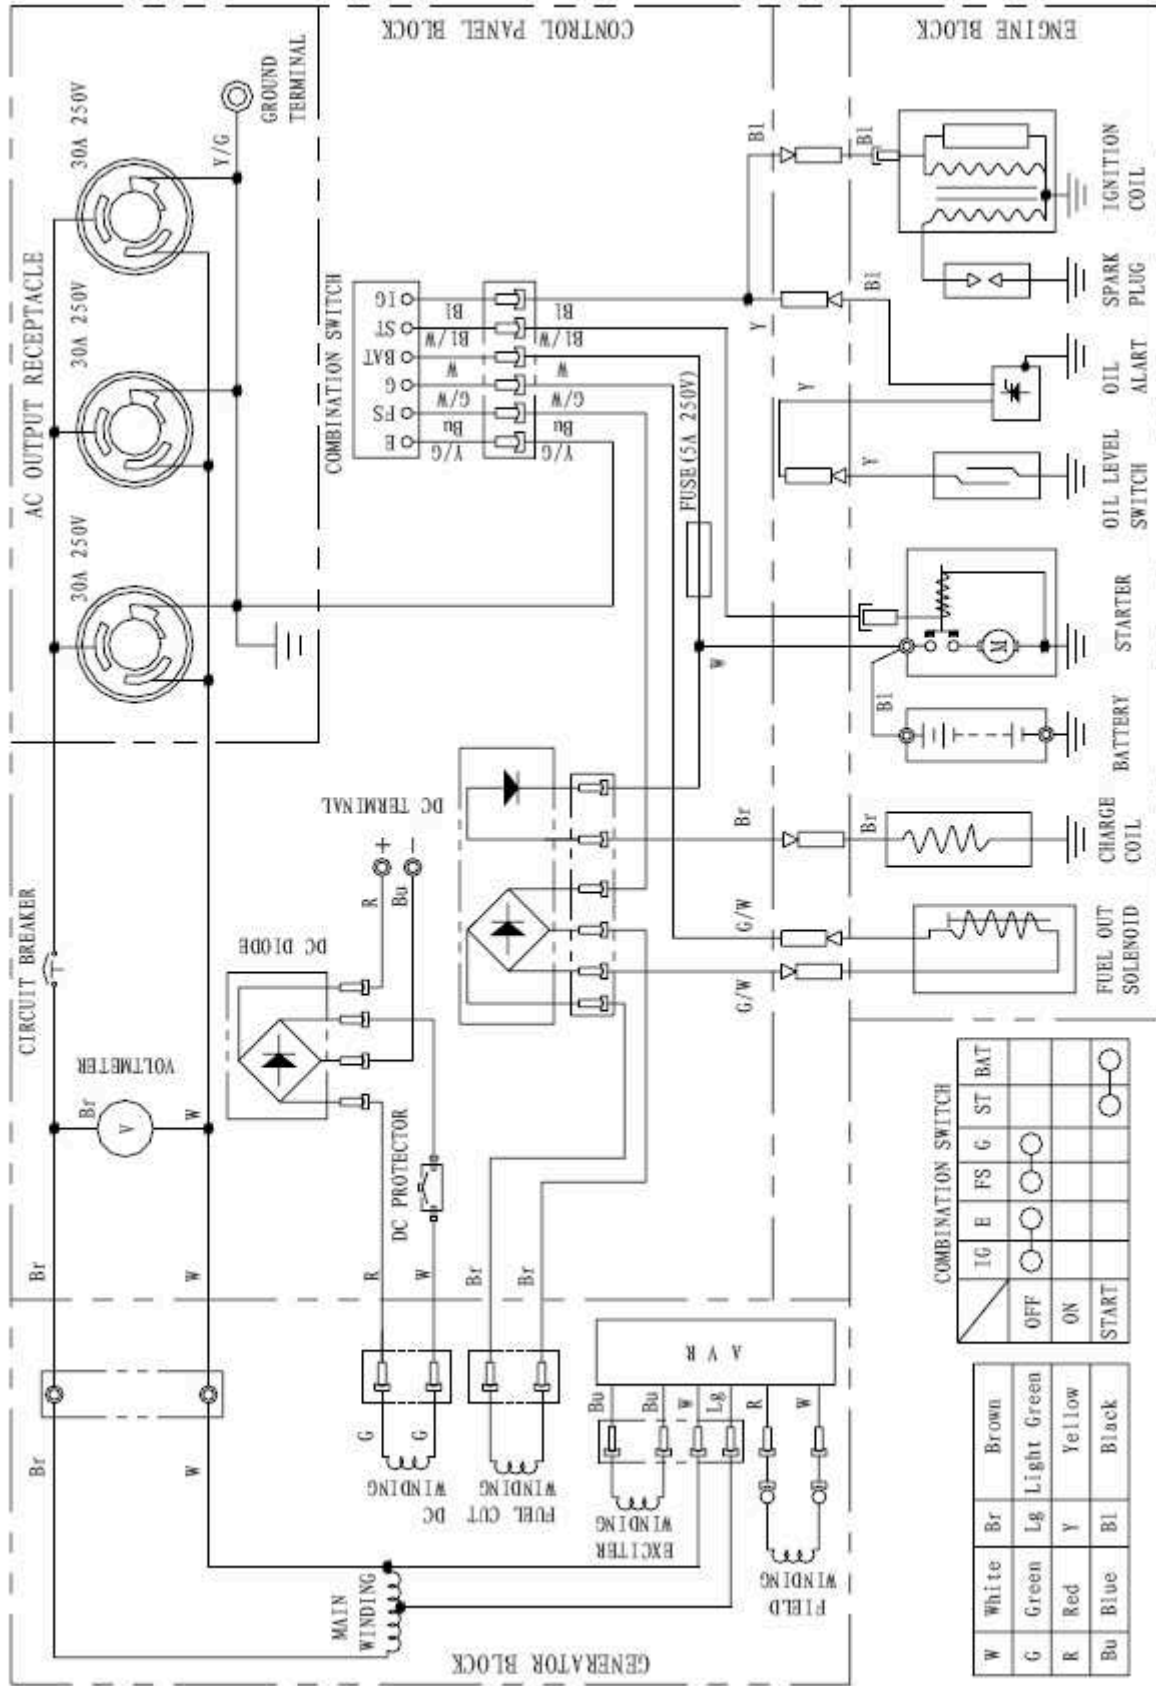 GENERATOR BLOCK
CONTROL PANEL BLOCK
ENGINE BLOCK
AC OUTPUT RECEPTACLE
30A 250V
30A 250V
30A 250V
Y/G
GROUND
TERMINAL
CIRCUIT BREAKER
VOLTMETER
V
Br
W
Br
W
Br
W
MAIN
WINDING
DC DIODE
DC TERMINAL
+
-
R
Bu
DC PROTECTOR
R
W
G
G
DC WINDING
Br
Br
FUEL CUT WINDING
EXCITER WINDING
FIELD WINDING
A V R
Bu
Bu
W
Lg
R
W
COMBINATION SWITCH
IG
ST
BAT
G
FS
E
Bl
Bl/W
W
G/W
Bu
Y/G
Bl
Bl/W
W
G/W
Bu
Y/G
FUSE(5A 250V)
W
Br
G/W
G/W
Y
Bl
Bl
Bl
Y
Y
Bl
Br
M
FUEL OUT
SOLENOID
CHARGE
COIL
BATTERY
STARTER
OIL LEVEL
SWITCH
OIL
ALART
SPARK
PLUG
IGNITION
COIL
COMBINATION SWITCH
IG E FS G ST BAT
OFF
ON
START
W White Br Brown
G Green Lg Light Green
R Red Y Yellow
Bu Blue Bl Black